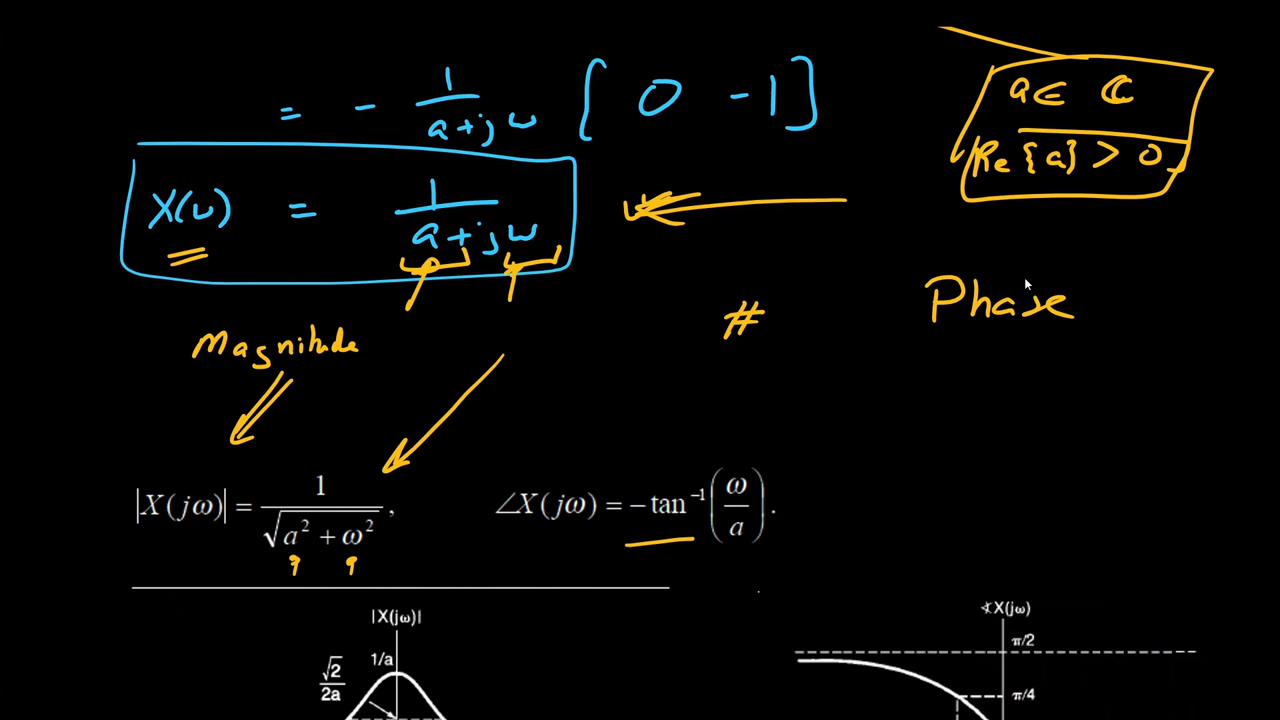 = - 1/(a+jω) [ 0 -1 ]
a ∈ ℂ
Re{a} > 0
X(ω) = 1/(a+jω)
Phase
#
Magnitude
|X(jω)| = 1/√(a² + ω²) , ∠X(jω) = −tan⁻¹(ω/a) .
|X(jω)|
∢X(jω)
1/a
√2/2a
π/2
π/4